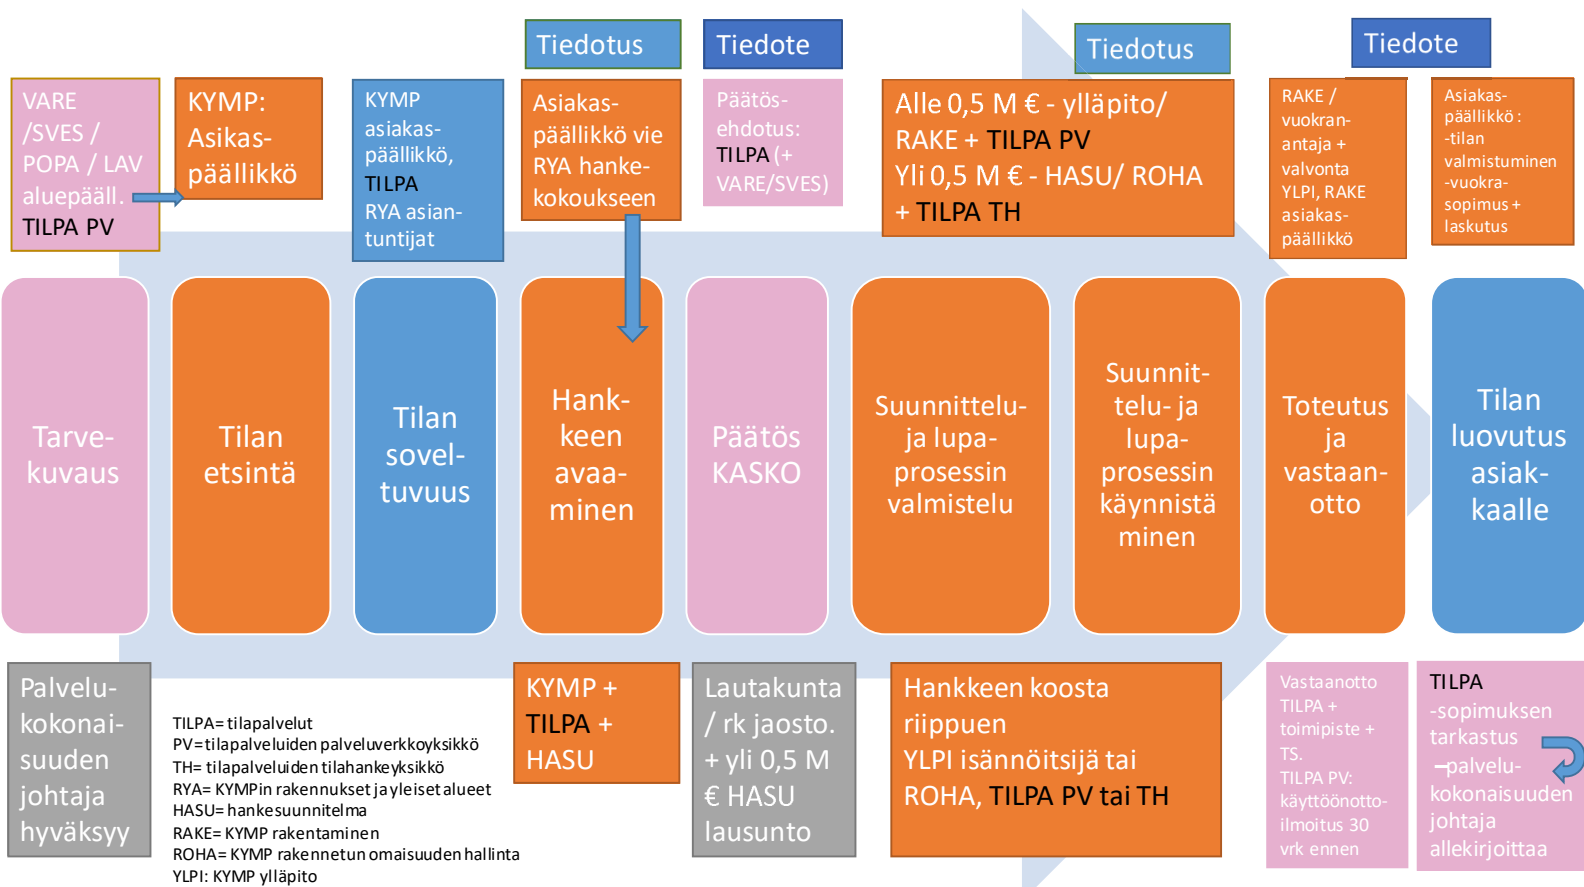 Tiedotus
Tiedote
Tiedotus
Tiedote
VARE
/SVES /
POPA / LAV
aluepääll.
TILPA PV
KYMP:
Asikas-
päällikkö
KYMP
asiakas-
päällikkö,
TILPA
RYA asian-
tuntijat
Asiakas-
päällikkö vie
RYA hanke-
kokoukseen
Päätös-
ehdotus:
TILPA (+
VARE/SVES)
Alle 0,5 M € - ylläpito/
RAKE + TILPA PV
Yli 0,5 M € - HASU/ ROHA
+ TILPA TH
RAKE /
vuokran-
antaja +
valvonta
YLPI, RAKE
asiakas-
päällikkö
Asiakas-
päällikkö :
-tilan
valmistuminen
-vuokra-
sopimus +
laskutus
Tarve-
kuvaus
Tilan
etsintä
Tilan
sovel-
tuvuus
Hank-
keen
avaa-
minen
Päätös
KASKO
Suunnittelu-
ja lupa-
prosessin
valmistelu
Suunnit-
telu- ja
lupa-
prosessin
käynnistä
minen
Toteutus
ja
vastaan-
otto
Tilan
luovutus
asiak-
kaalle
Palvelu-
kokonai-
suuden
johtaja
hyväksyy
TILPA= tilapalvelut
PV= tilapalveluiden palveluverkkoyksikkö
TH= tilapalveluiden tilahankeyksikkö
RYA= KYMPin rakennukset ja yleiset alueet
HASU= hankesuunnitelma
RAKE= KYMP rakentaminen
ROHA= KYMP rakennetun omaisuuden hallinta
YLPI: KYMP ylläpito
KYMP +
TILPA +
HASU
Lautakunta
/ rk jaosto.
+ yli 0,5 M
€ HASU
lausunto
Hankkeen koosta
riippuen
YLPI isännöitsijä tai
ROHA, TILPA PV tai TH
Vastaanotto
TILPA +
toimipiste +
TS.
TILPA PV:
käyttöönotto-
ilmoitus 30
vrk ennen
TILPA
-sopimuksen
tarkastus
–palvelu-
kokonaisuuden
johtaja
allekirjoittaa